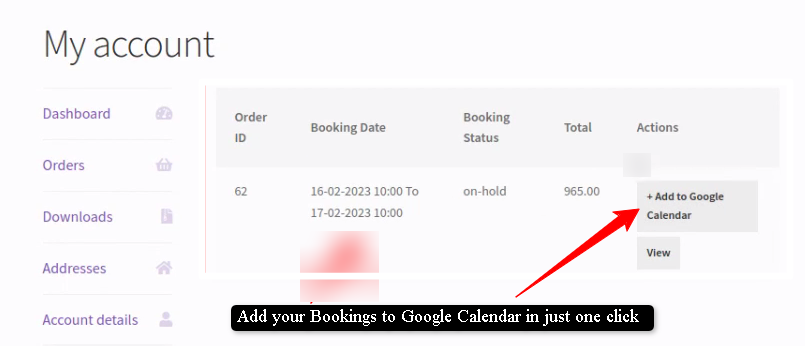 My account
Dashboard
Orders
Downloads
Addresses
Account details
Order
ID
Booking Date
Booking
Status
Total
Actions
62
16-02-2023 10:00 To
17-02-2023 10:00
on-hold
965.00
+ Add to Google
Calendar
View
Add your Bookings to Google Calendar in just one click